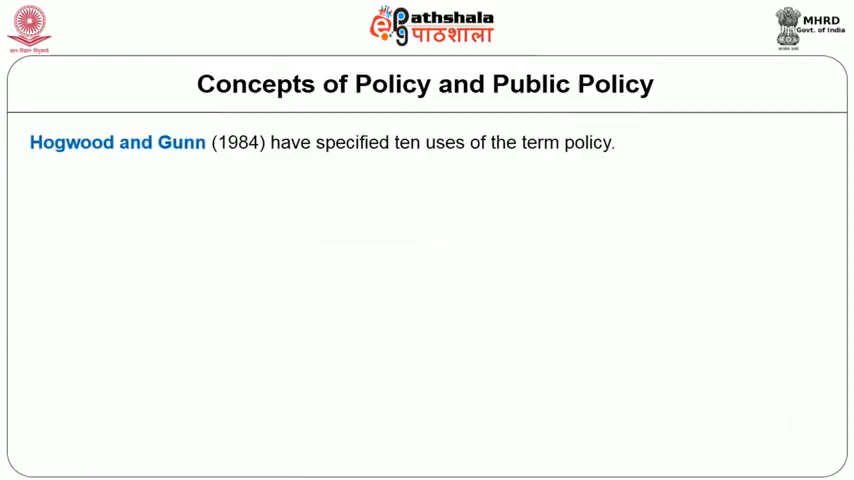 ePathshala
पाठशाला
MHRD
Govt. of India
Concepts of Policy and Public Policy
Hogwood and Gunn (1984) have specified ten uses of the term policy.